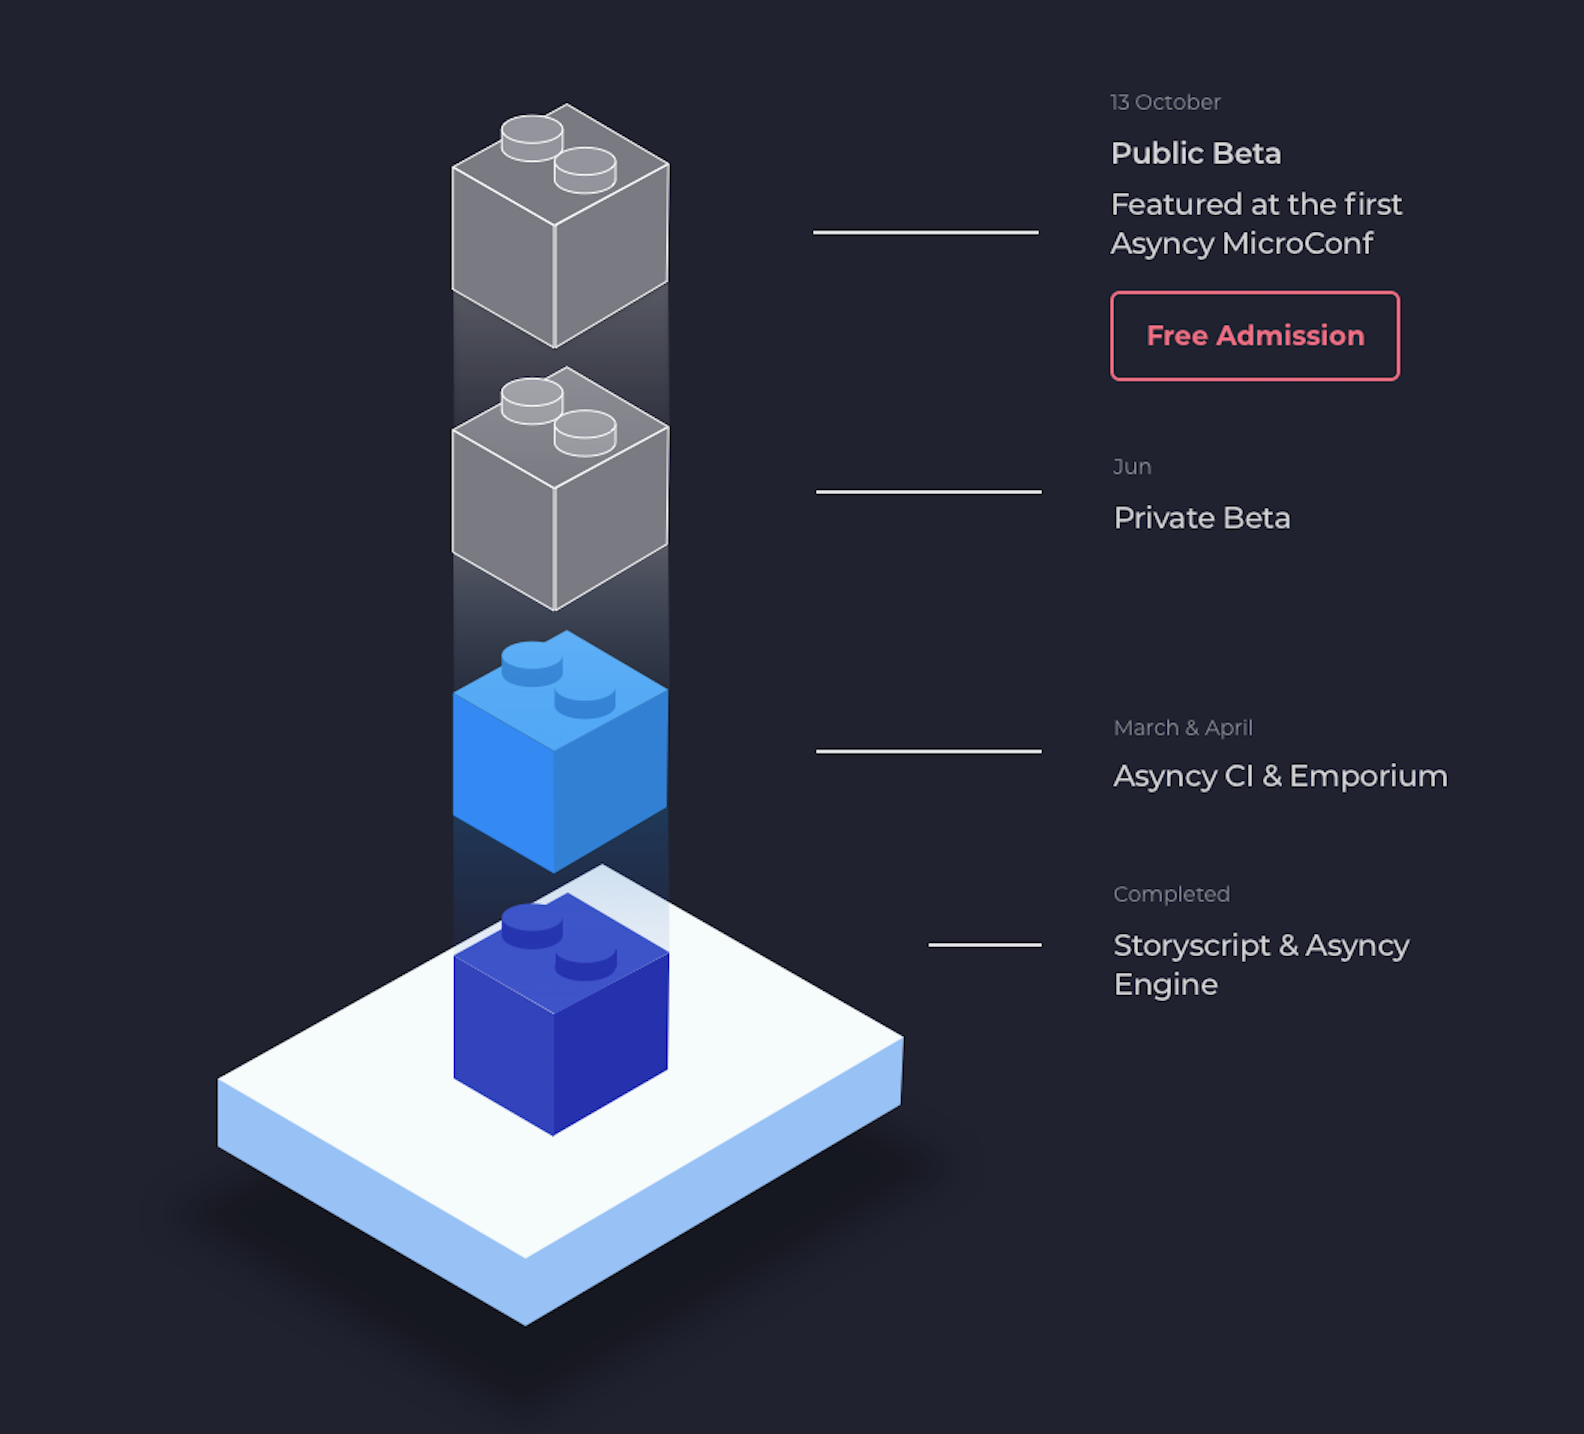 13 October
Public Beta
Featured at the first
Asyncy MicroConf
Free Admission
Jun
Private Beta
March & April
Asyncy CI & Emporium
Completed
Storyscript & Asyncy
Engine